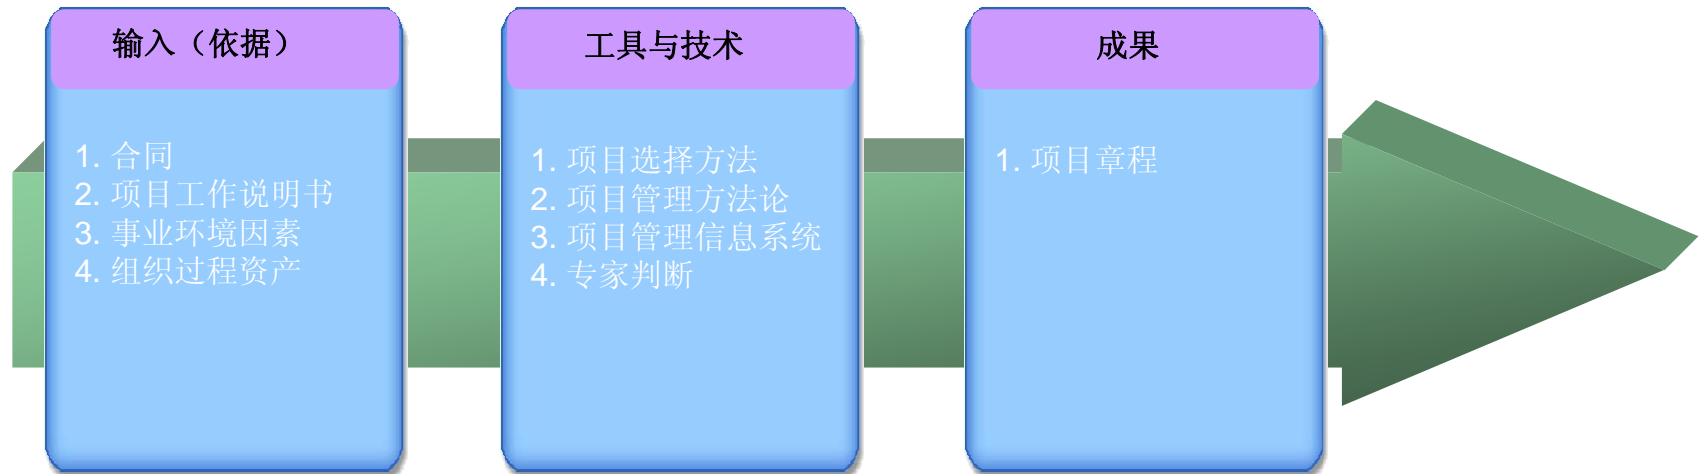 输入（依据）
1. 合同
2. 项目工作说明书
3. 事业环境因素
4. 组织过程资产
工具与技术
1. 项目选择方法
2. 项目管理方法论
3. 项目管理信息系统
4. 专家判断
成果
1. 项目章程